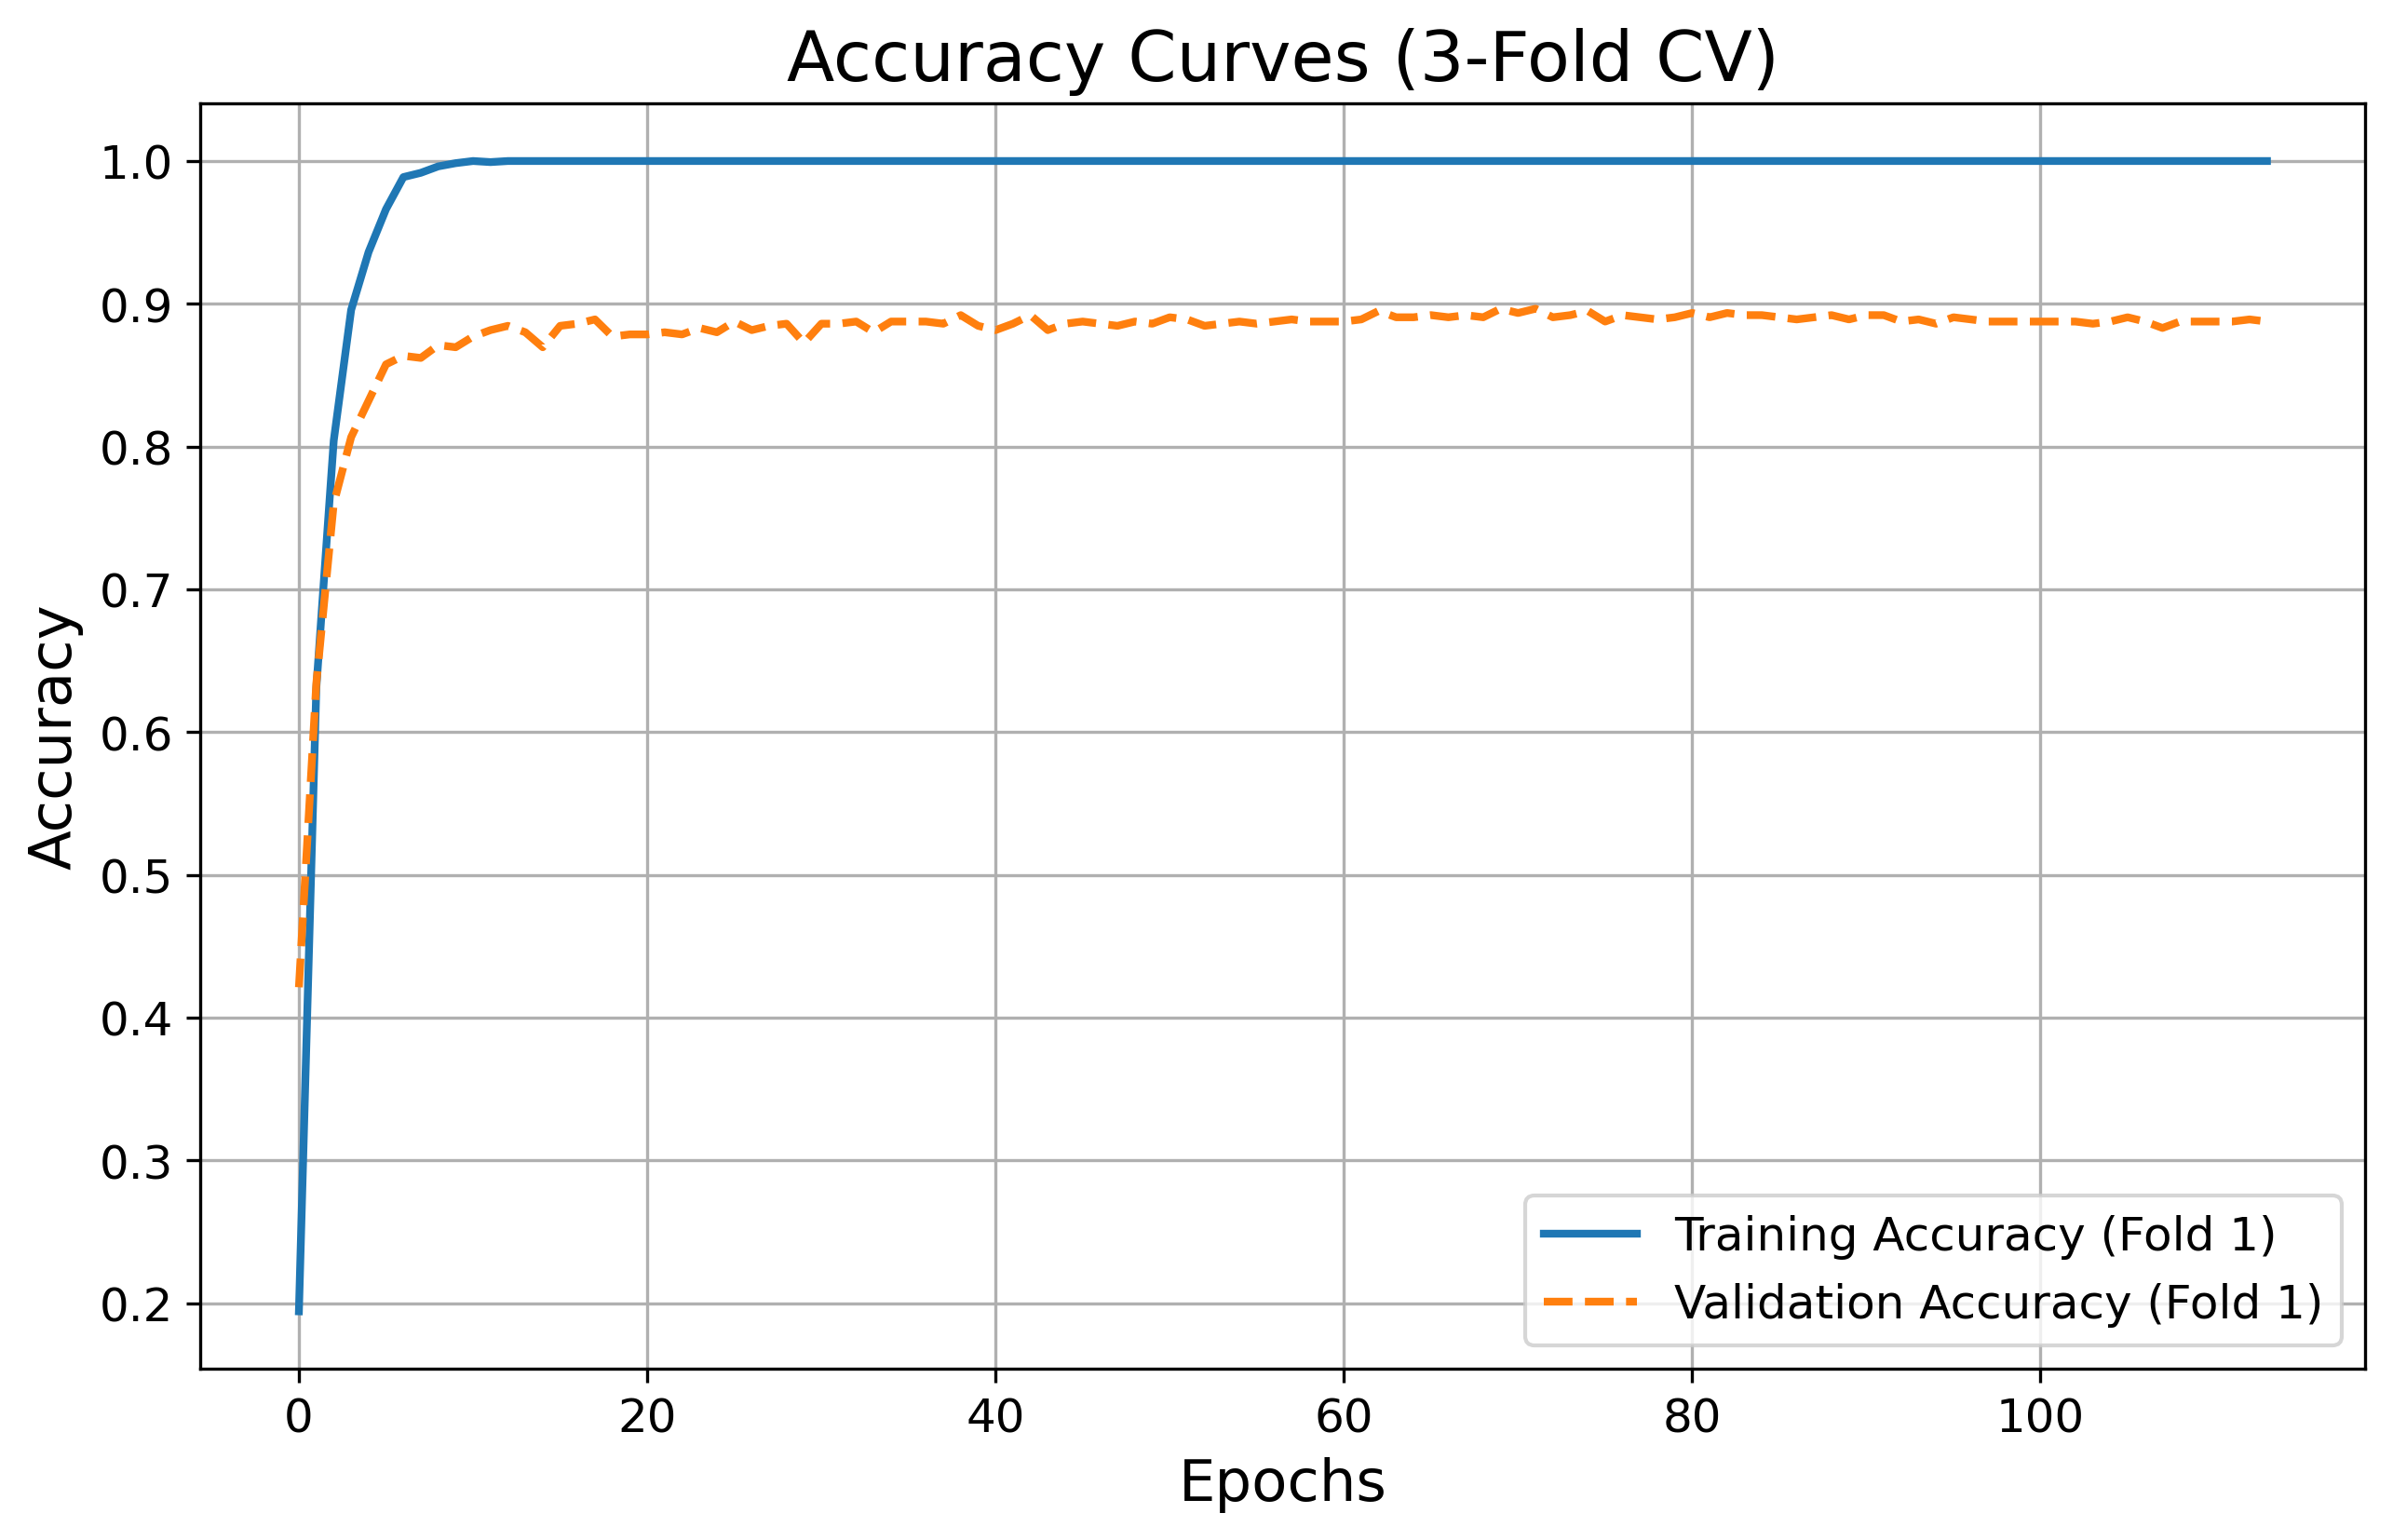 Accuracy Curves (3-Fold CV)
Accuracy
1.0
0.9
0.8
0.7
0.6
0.5
0.4
0.3
0.2
0 20 40 60 80 100
Epochs
Training Accuracy (Fold 1)
Validation Accuracy (Fold 1)